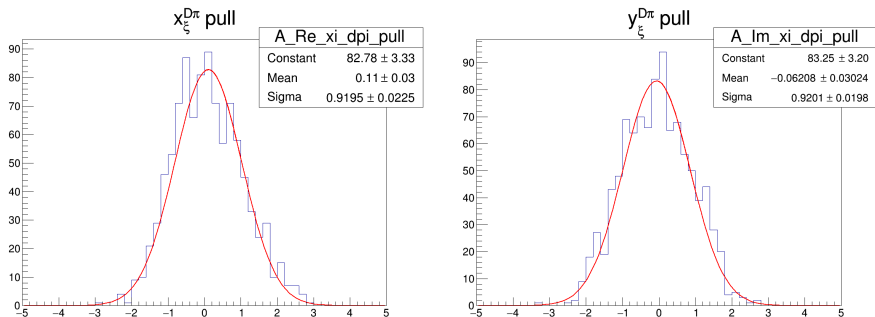 x_ξ^{Dπ} pull
A_Re_xi_dpi_pull
Constant 82.78 ± 3.33
Mean 0.11 ± 0.03
Sigma 0.9195 ± 0.0225
90
80
70
60
50
40
30
20
10
0
−5 −4 −3 −2 −1 0 1 2 3 4 5
y_ξ^{Dπ} pull
A_Im_xi_dpi_pull
Constant 83.25 ± 3.20
Mean −0.06208 ± 0.03024
Sigma 0.9201 ± 0.0198
90
80
70
60
50
40
30
20
10
0
−5 −4 −3 −2 −1 0 1 2 3 4 5